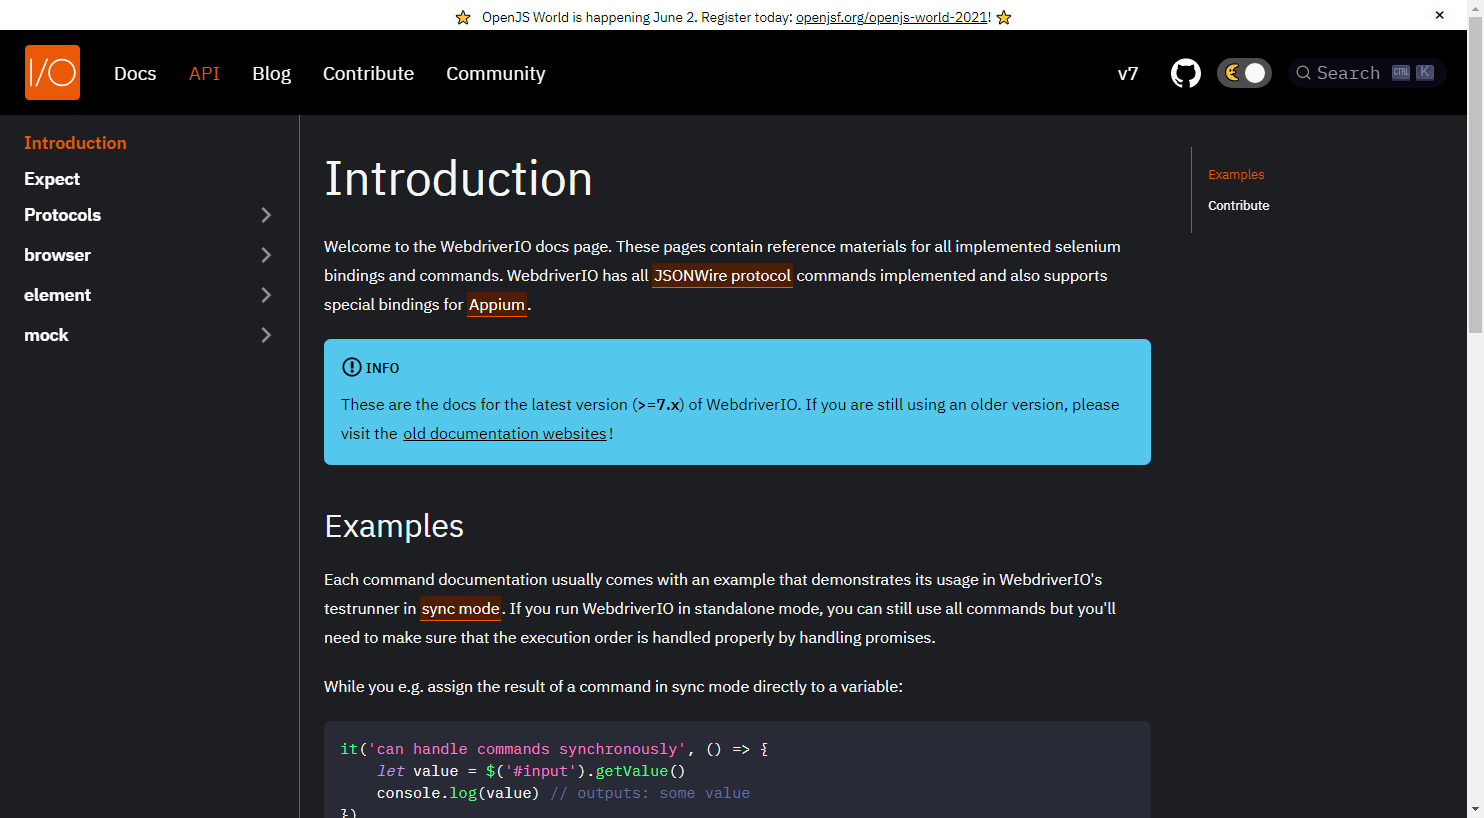 OpenJS World is happening June 2. Register today: openjsf.org/openjs-world-2021!
I/O Docs API Blog Contribute Community v7 Search CTRL K
Introduction
Expect
Protocols
browser
element
mock
Introduction
Welcome to the WebdriverIO docs page. These pages contain reference materials for all implemented selenium
bindings and commands. WebdriverIO has all JSONWire protocol commands implemented and also supports
special bindings for Appium.
INFO
These are the docs for the latest version (>=7.x) of WebdriverIO. If you are still using an older version, please
visit the old documentation websites!
Examples
Each command documentation usually comes with an example that demonstrates its usage in WebdriverIO's
testrunner in sync mode. If you run WebdriverIO in standalone mode, you can still use all commands but you'll
need to make sure that the execution order is handled properly by handling promises.
While you e.g. assign the result of a command in sync mode directly to a variable:
it('can handle commands synchronously', () => {
    let value = $('#input').getValue()
    console.log(value) // outputs: some value
})
Examples
Contribute